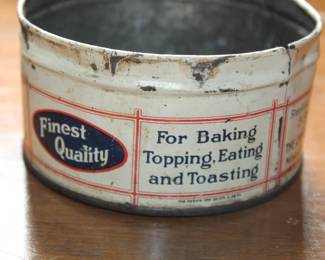 Finest
Quality
For Baking
Topping, Eating
and Toasting